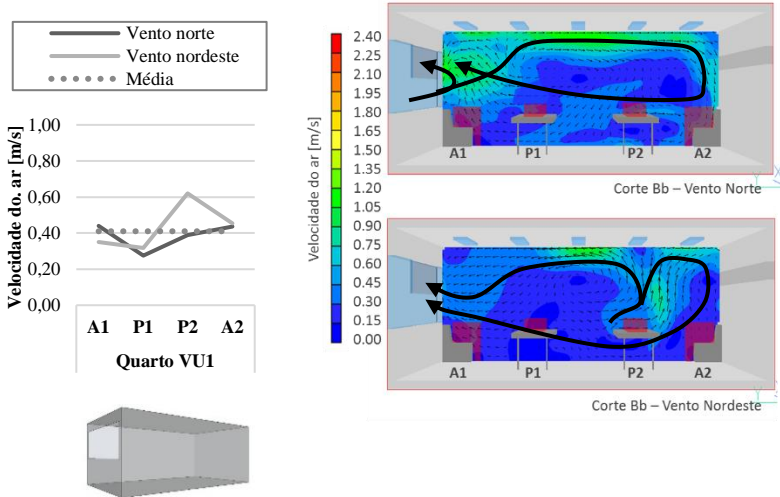 Vento norte
Vento nordeste
Média
Velocidade do. ar [m/s]
1,00
0,80
0,60
0,40
0,20
0,00
A1 P1 P2 A2
Quarto VU1
Velocidade do ar [m/s]
2.40
2.25
2.10
1.95
1.80
1.65
1.50
1.35
1.20
1.05
0.90
0.75
0.60
0.45
0.30
0.15
0.00
A1 P1 P2 A2
Y X
Corte Bb – Vento Norte
A1 P1 P2 A2
Y
Corte Bb – Vento Nordeste